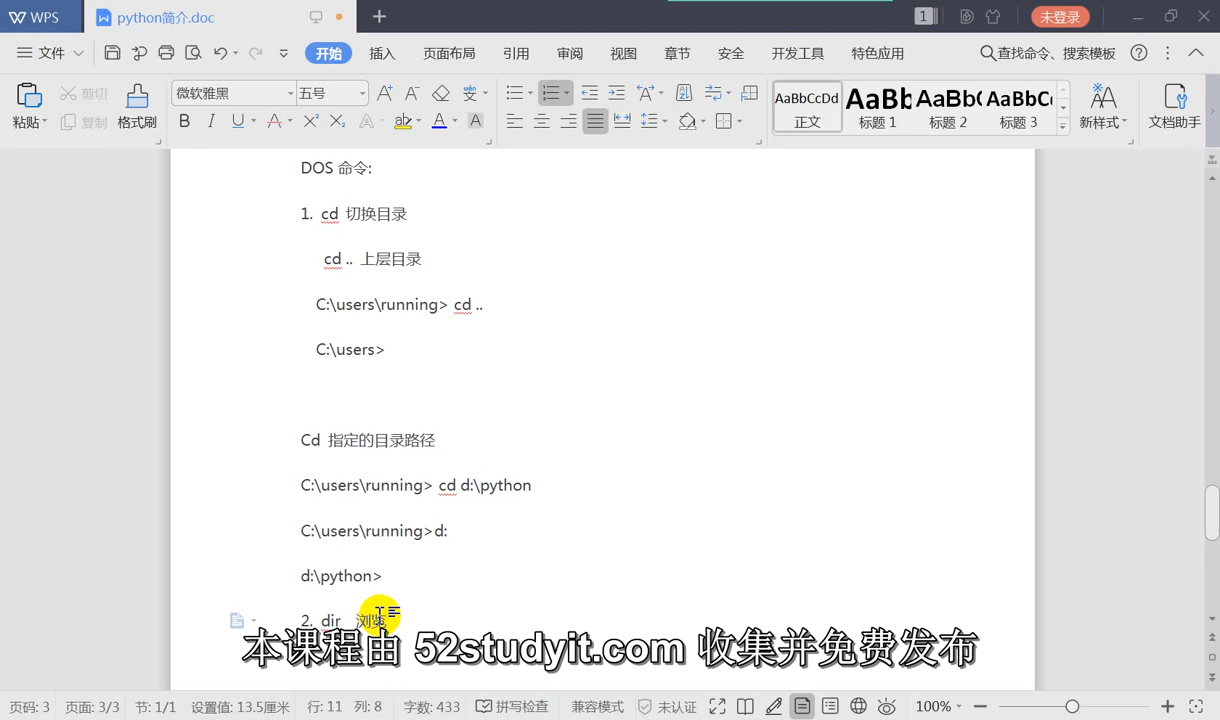 WPS
python简介.doc
1
未登录
文件
开始
插入
页面布局
引用
审阅
视图
章节
安全
开发工具
特色应用
查找命令、搜索模板
粘贴
剪切
复制
格式刷
微软雅黑
五号
AaBbCcDd
正文
AaBb
标题 1
AaBb(
标题 2
AaBbC
标题 3
新样式
文档助手
DOS 命令:
1. cd 切换目录
cd .. 上层目录
C:\users\running> cd ..
C:\users>
Cd 指定的目录路径
C:\users\running> cd d:\python
C:\users\running>d:
d:\python>
2. dir 浏览
本课程由 52studyit.com 收集并免费发布
页码: 3
页面: 3/3
节: 1/1
设置值: 13.5厘米
行: 11
列: 8
字数: 433
拼写检查
兼容模式
未认证
100%